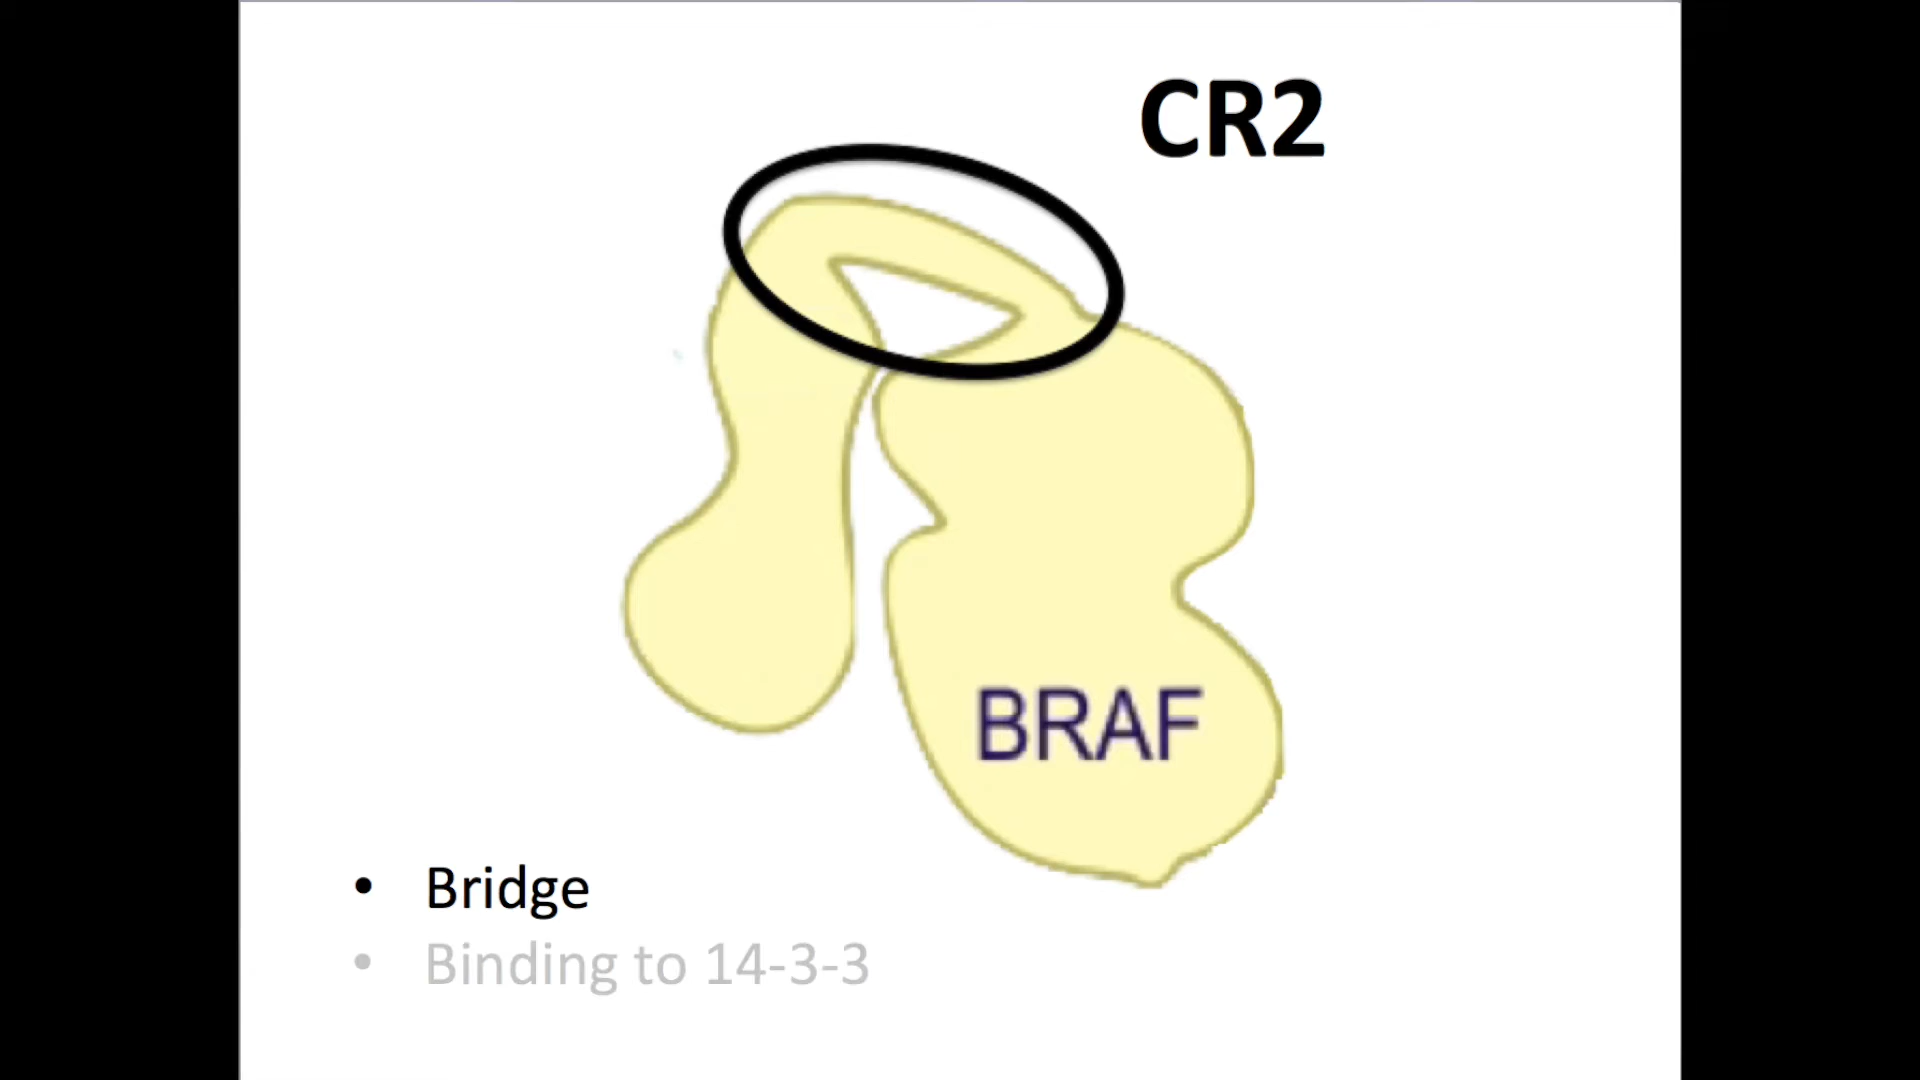 CR2
BRAF
• Bridge
• Binding to 14-3-3